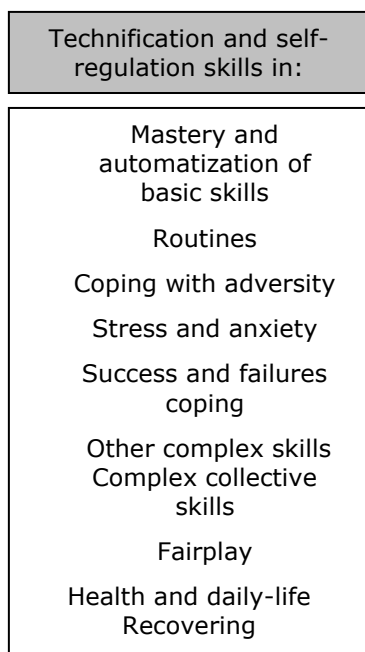 Technification and self-
regulation skills in:
Mastery and
automatization of
basic skills
Routines
Coping with adversity
Stress and anxiety
Success and failures
coping
Other complex skills
Complex collective
skills
Fairplay
Health and daily-life
Recovering